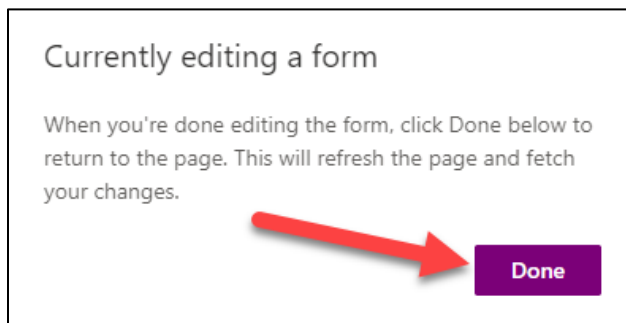 Currently editing a form
When you're done editing the form, click Done below to
return to the page. This will refresh the page and fetch
your changes.
Done